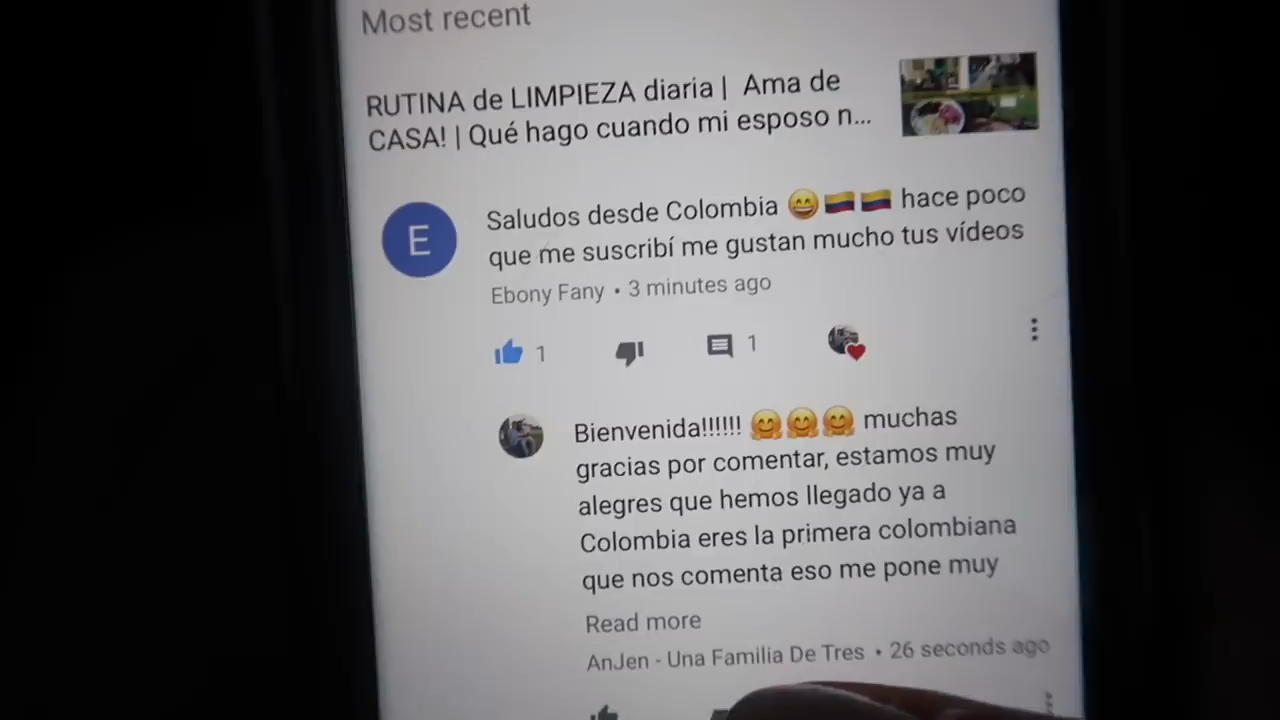 Most recent
RUTINA de LIMPIEZA diaria | Ama de
CASA! | Qué hago cuando mi esposo n...
E
Saludos desde Colombia 😄🇨🇴🇨🇴 hace poco
que me suscribí me gustan mucho tus vídeos
Ebony Fany • 3 minutes ago
1
1
Bienvenida!!!!!! 🤗🤗🤗 muchas
gracias por comentar, estamos muy
alegres que hemos llegado ya a
Colombia eres la primera colombiana
que nos comenta eso me pone muy
Read more
AnJen - Una Familia De Tres • 26 seconds ago